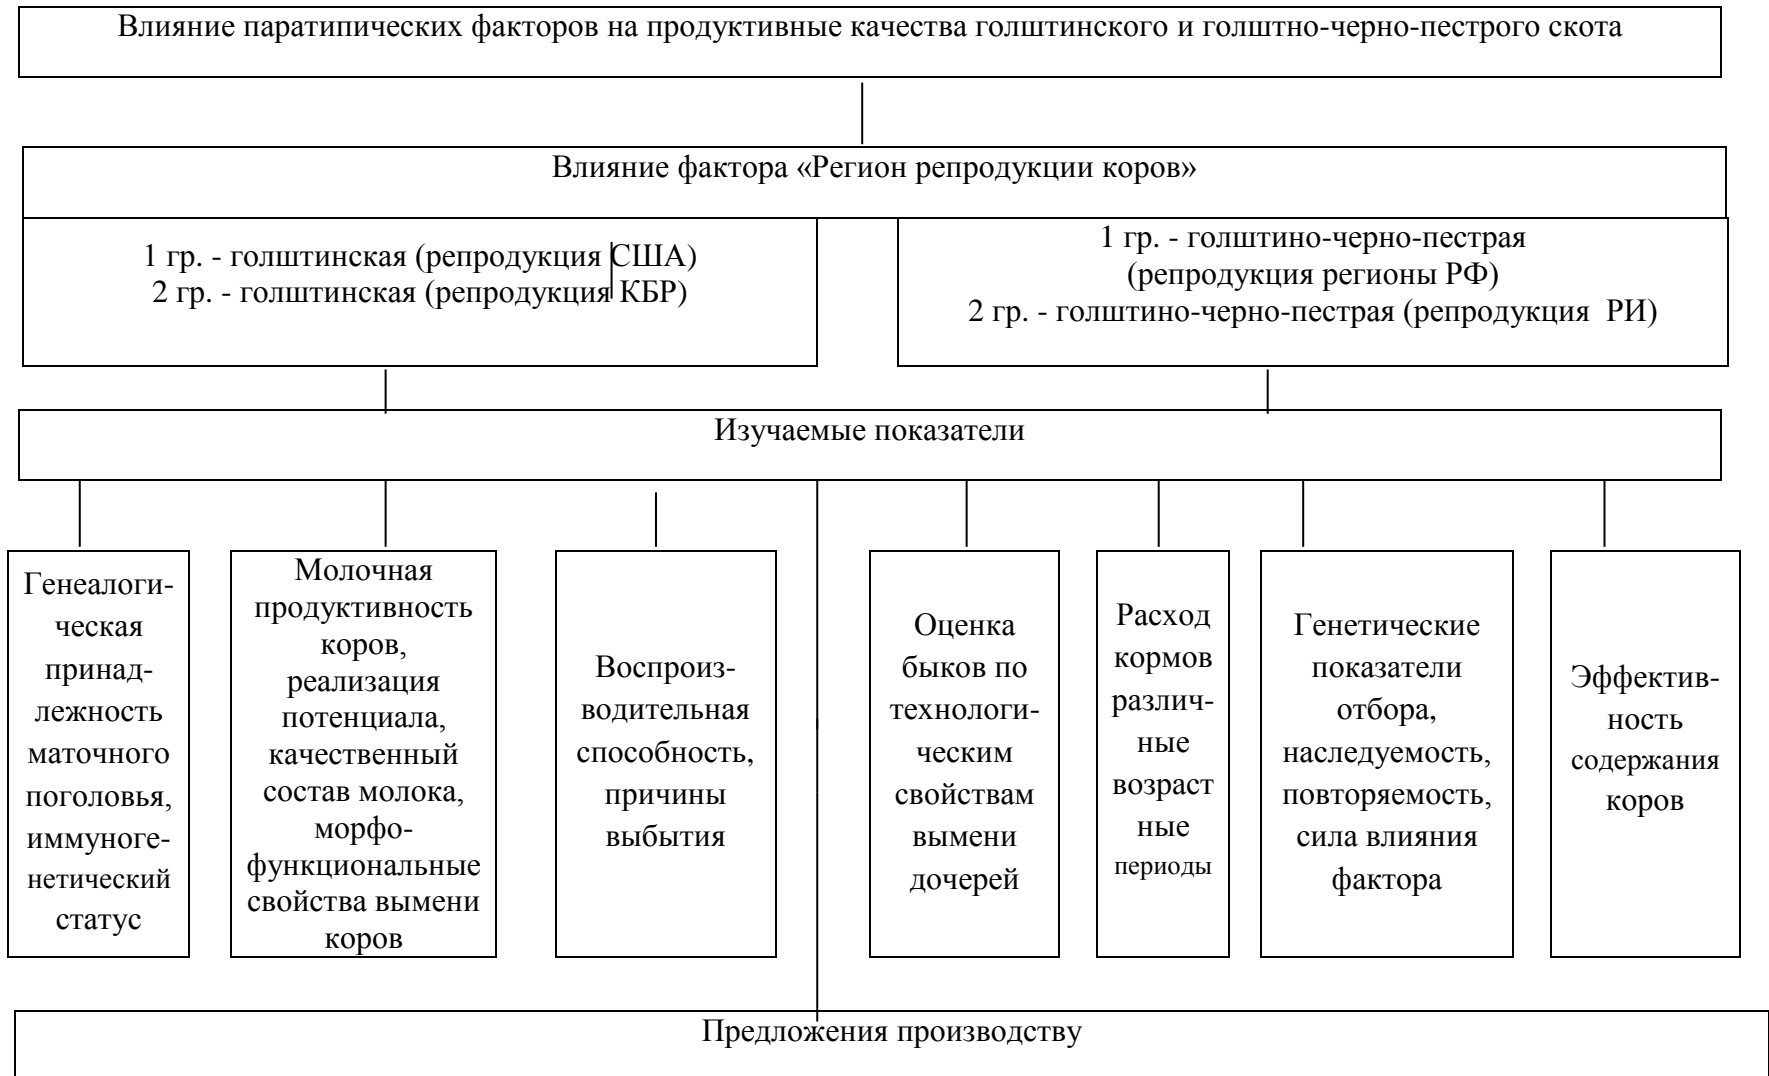 Влияние паратипических факторов на продуктивные качества голштинского и голштно-черно-пестрого скота
Влияние фактора «Регион репродукции коров»
1 гр. - голштинская (репродукция США)
2 гр. - голштинская (репродукция КБР)
1 гр. - голштино-черно-пестрая
(репродукция регионы РФ)
2 гр. - голштино-черно-пестрая (репродукция РИ)
Изучаемые показатели
Генеалоги-
ческая
принад-
лежность
маточного
поголовья,
иммуноге-
нетический
статус
Молочная
продуктивность
коров,
реализация
потенциала,
качественный
состав молока,
морфо-
функциональные
свойства вымени
коров
Воспроиз-
водительная
способность,
причины
выбытия
Оценка
быков по
технологи-
ческим
свойствам
вымени
дочерей
Расход
кормов
различ-
ные
возраст
ные
периоды
Генетические
показатели
отбора,
наследуемость,
повторяемость,
сила влияния
фактора
Эффектив-
ность
содержания
коров
Предложения производству